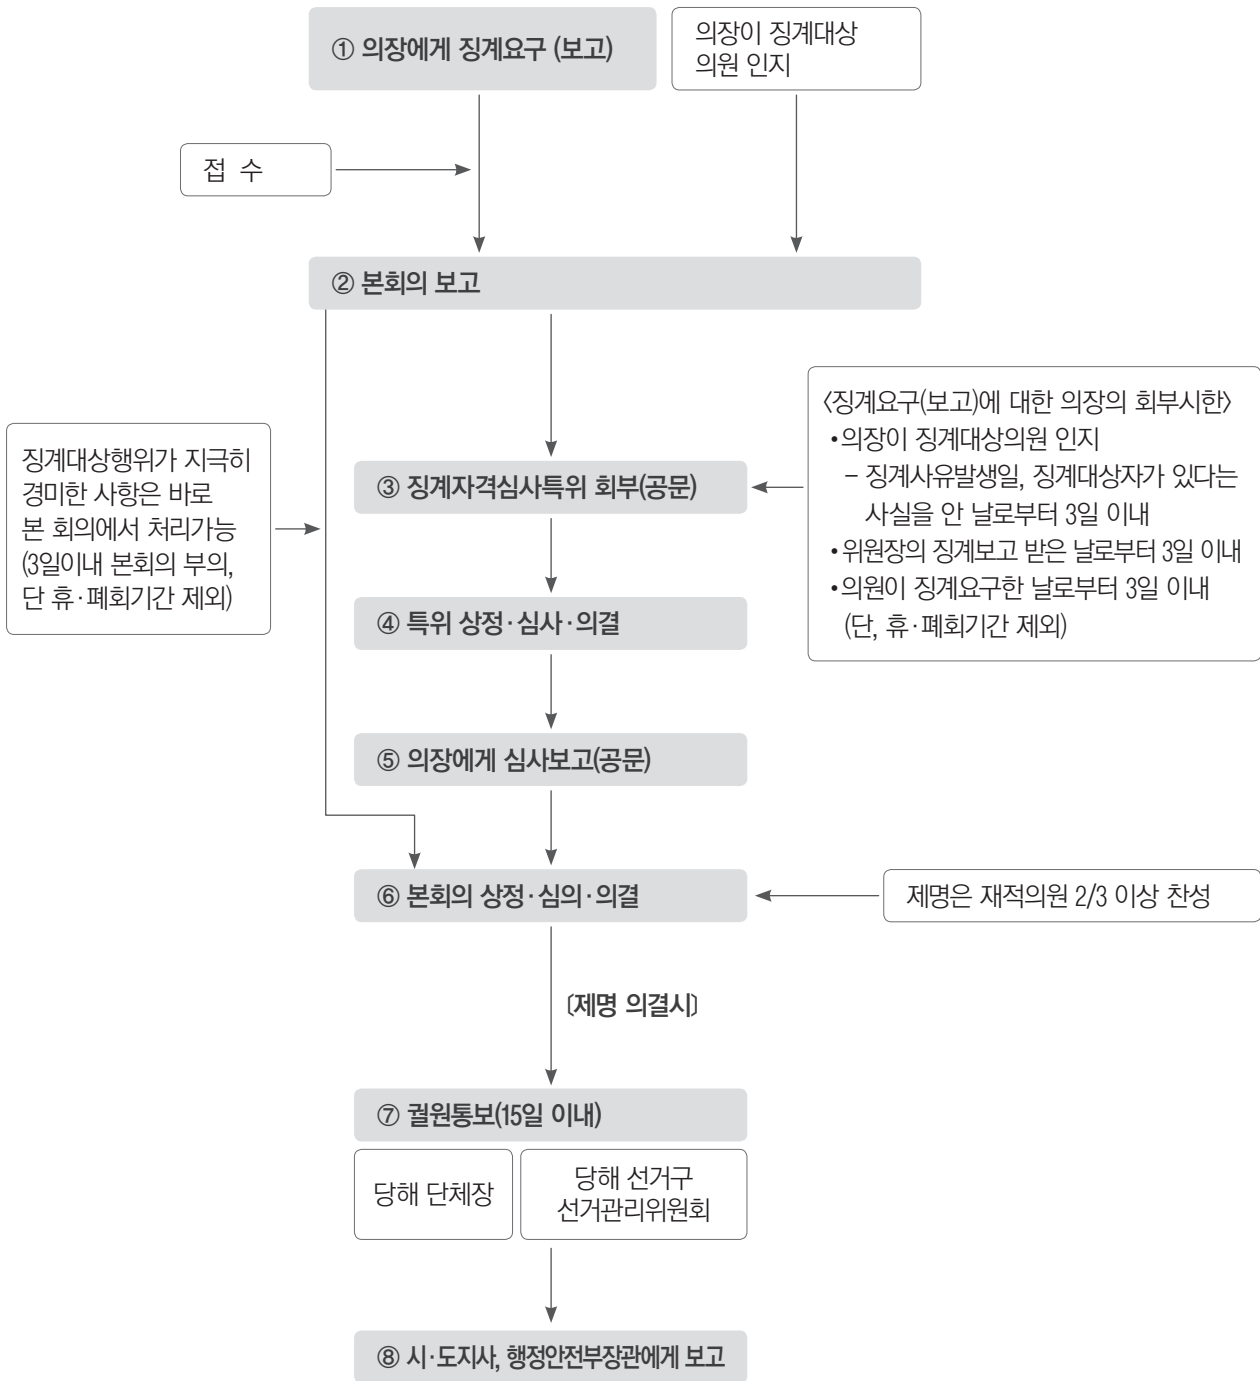 ① 의장에게 징계요구 (보고)
의장이 징계대상
의원 인지
접 수
② 본회의 보고
〈징계요구(보고)에 대한 의장의 회부시한〉
•의장이 징계대상의원 인지
- 징계사유발생일, 징계대상자가 있다는
사실을 안 날로부터 3일 이내
•위원장의 징계보고 받은 날로부터 3일 이내
•의원이 징계요구한 날로부터 3일 이내
(단, 휴·폐회기간 제외)
징계대상행위가 지극히
경미한 사항은 바로
본 회의에서 처리가능
(3일이내 본회의 부의,
단 휴·폐회기간 제외)
③ 징계자격심사특위 회부(공문)
④ 특위 상정·심사·의결
⑤ 의장에게 심사보고(공문)
⑥ 본회의 상정·심의·의결
제명은 재적의원 2/3 이상 찬성
〔제명 의결시〕
⑦ 궐원통보(15일 이내)
당해 단체장
당해 선거구
선거관리위원회
⑧ 시·도지사, 행정안전부장관에게 보고